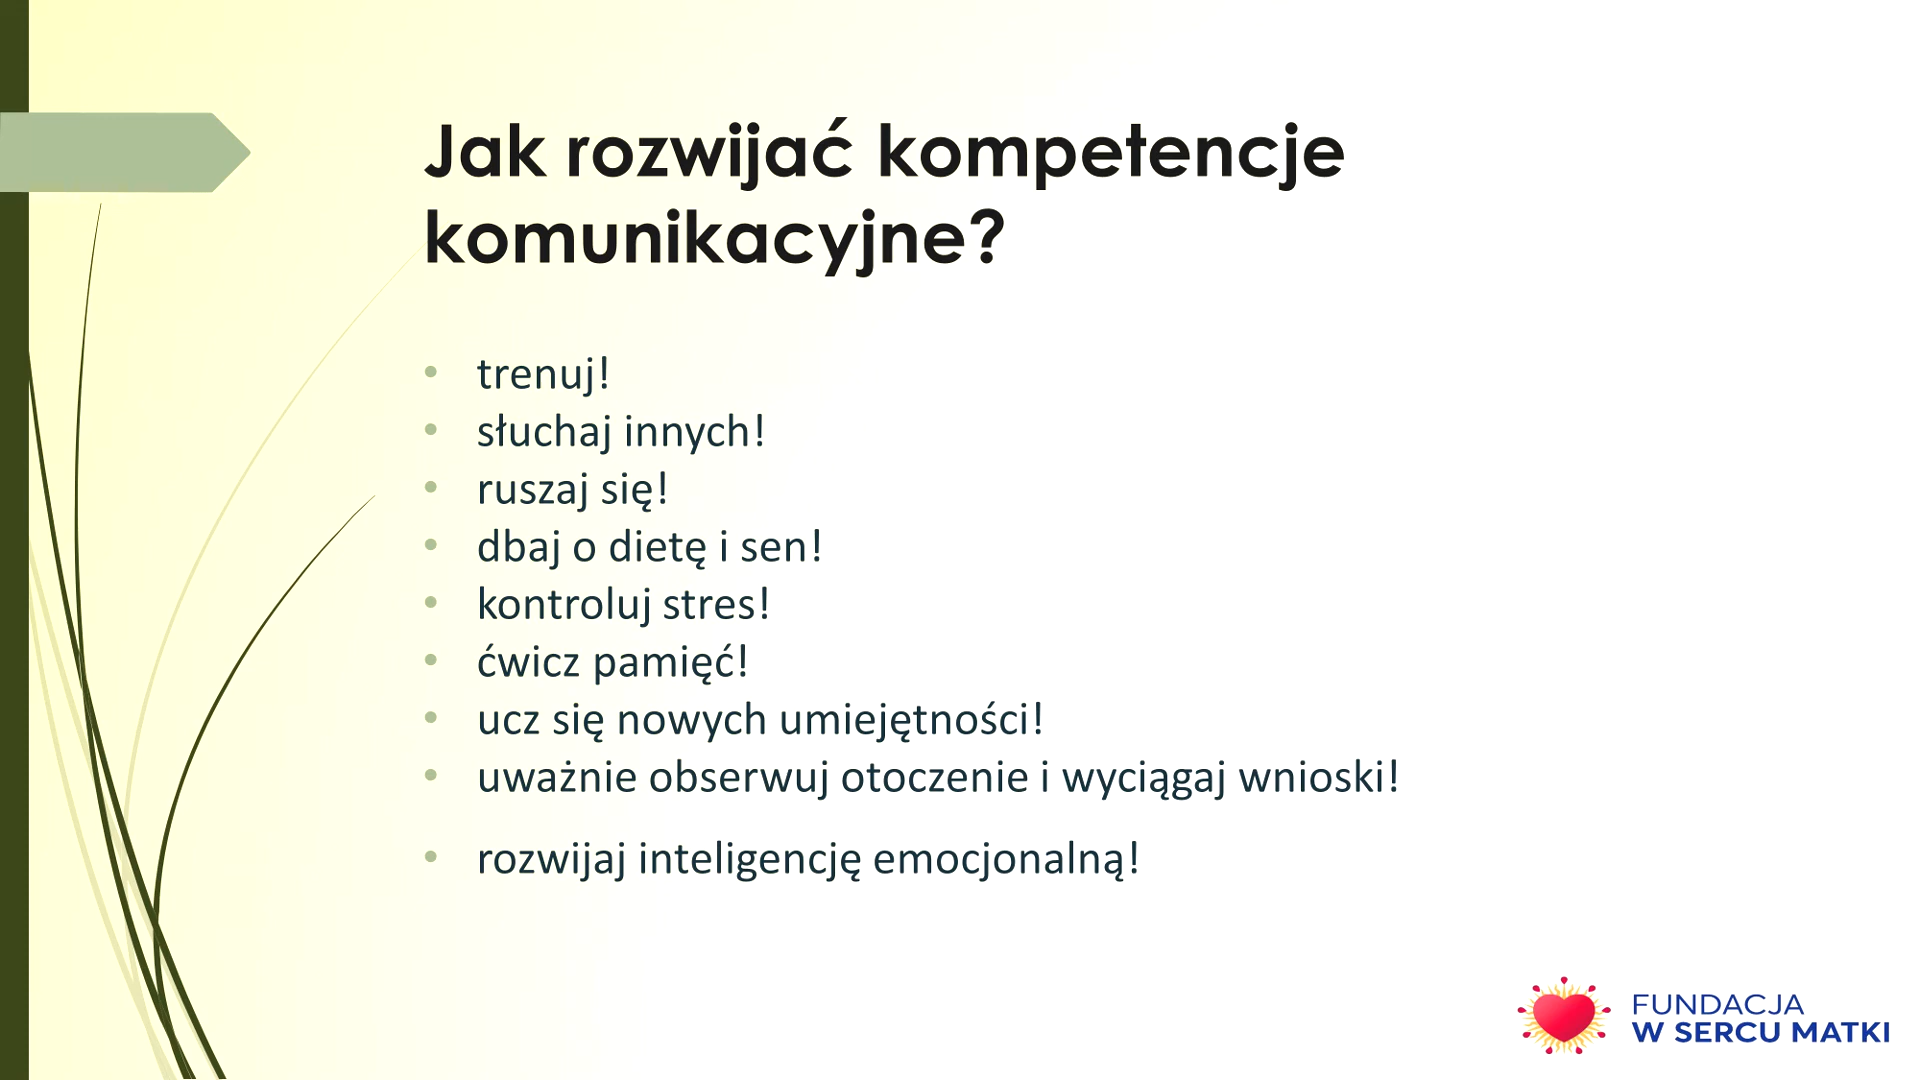 Jak rozwijać kompetencje
komunikacyjne?
• trenuj!
• słuchaj innych!
• ruszaj się!
• dbaj o dietę i sen!
• kontroluj stres!
• ćwicz pamięć!
• ucz się nowych umiejętności!
• uważnie obserwuj otoczenie i wyciągaj wnioski!
• rozwijaj inteligencję emocjonalną!
FUNDACJA
W SERCU MATKI